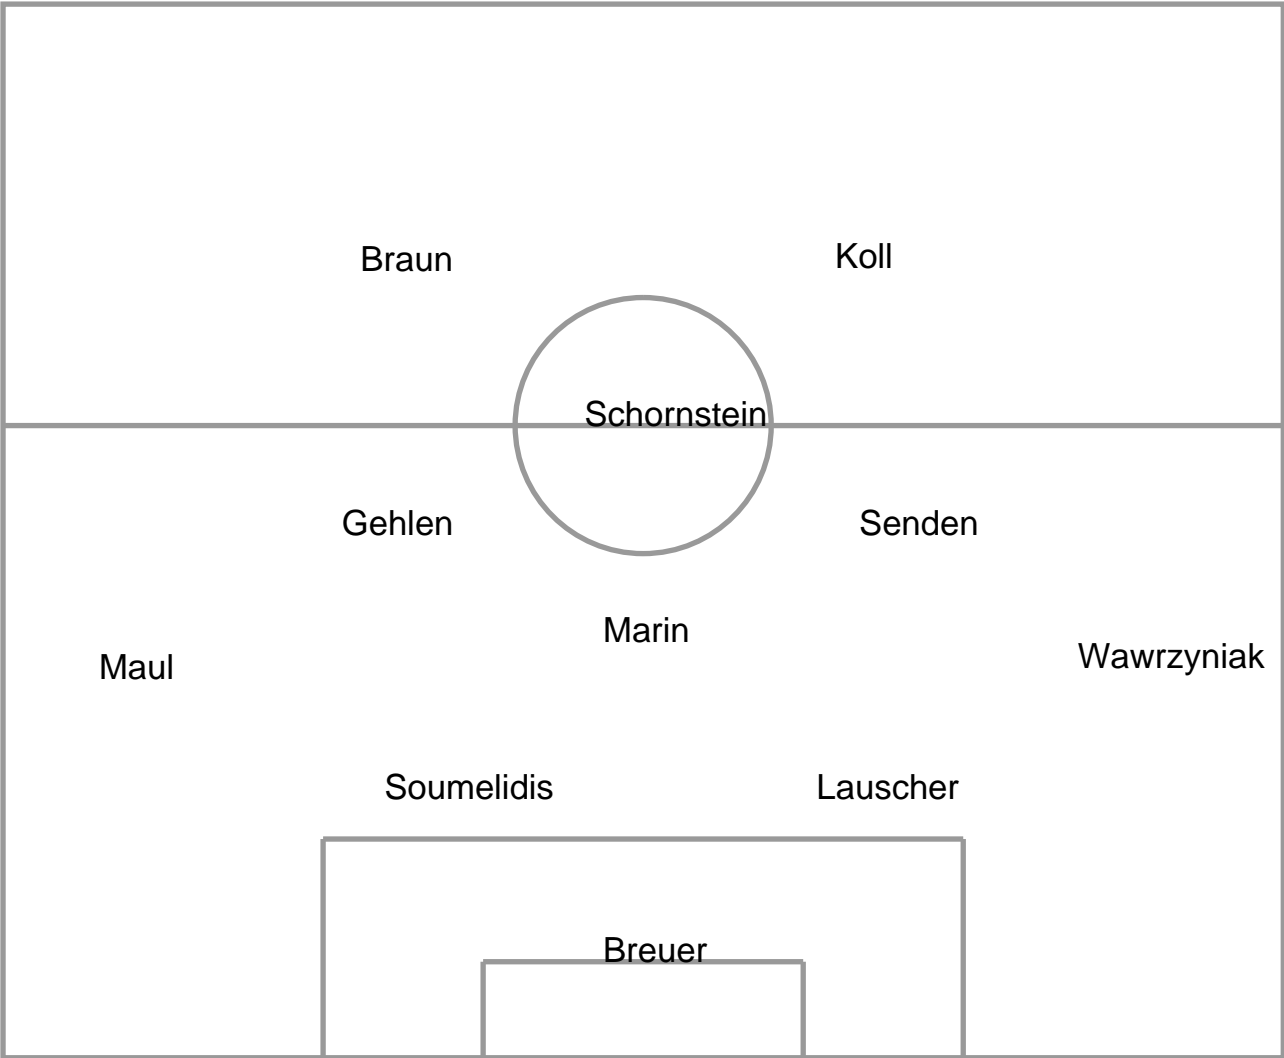 Braun
Koll
Schornstein
Gehlen
Senden
Marin
Maul
Wawrzyniak
Soumelidis
Lauscher
Breuer